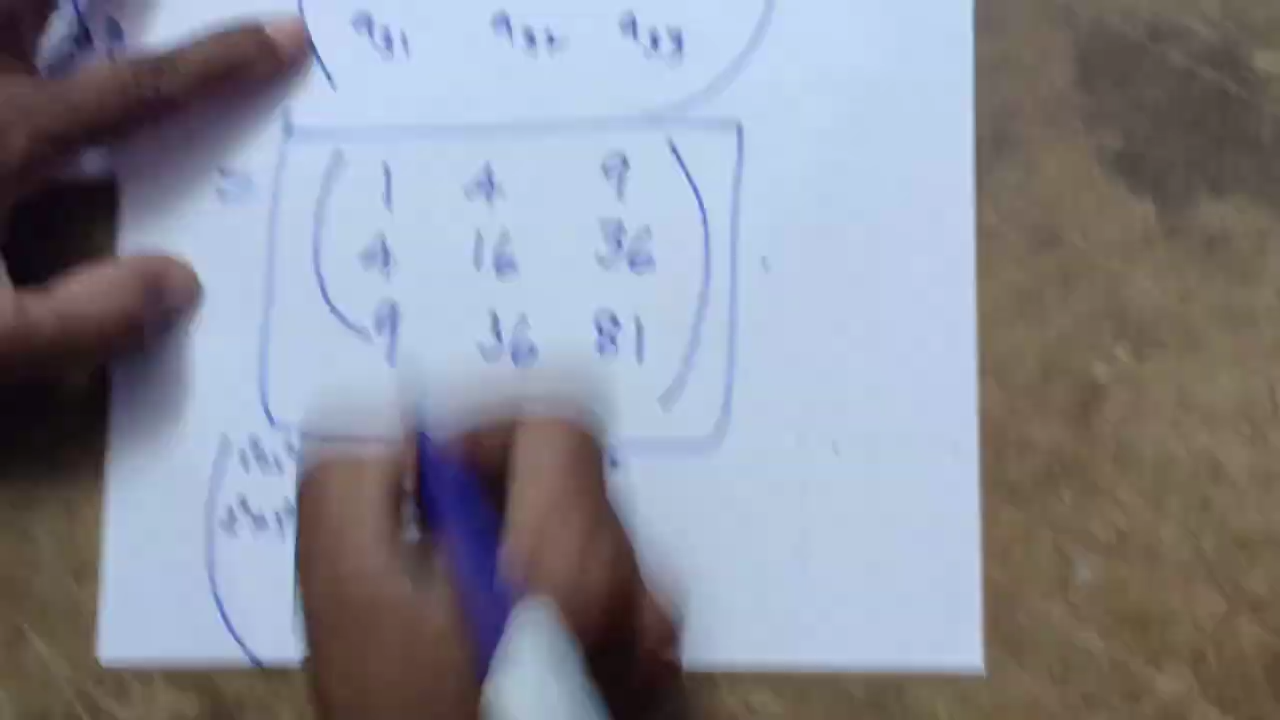 a₃₁ a₃₂ a₃₃
1 4 9
4 16 36
9 36 81